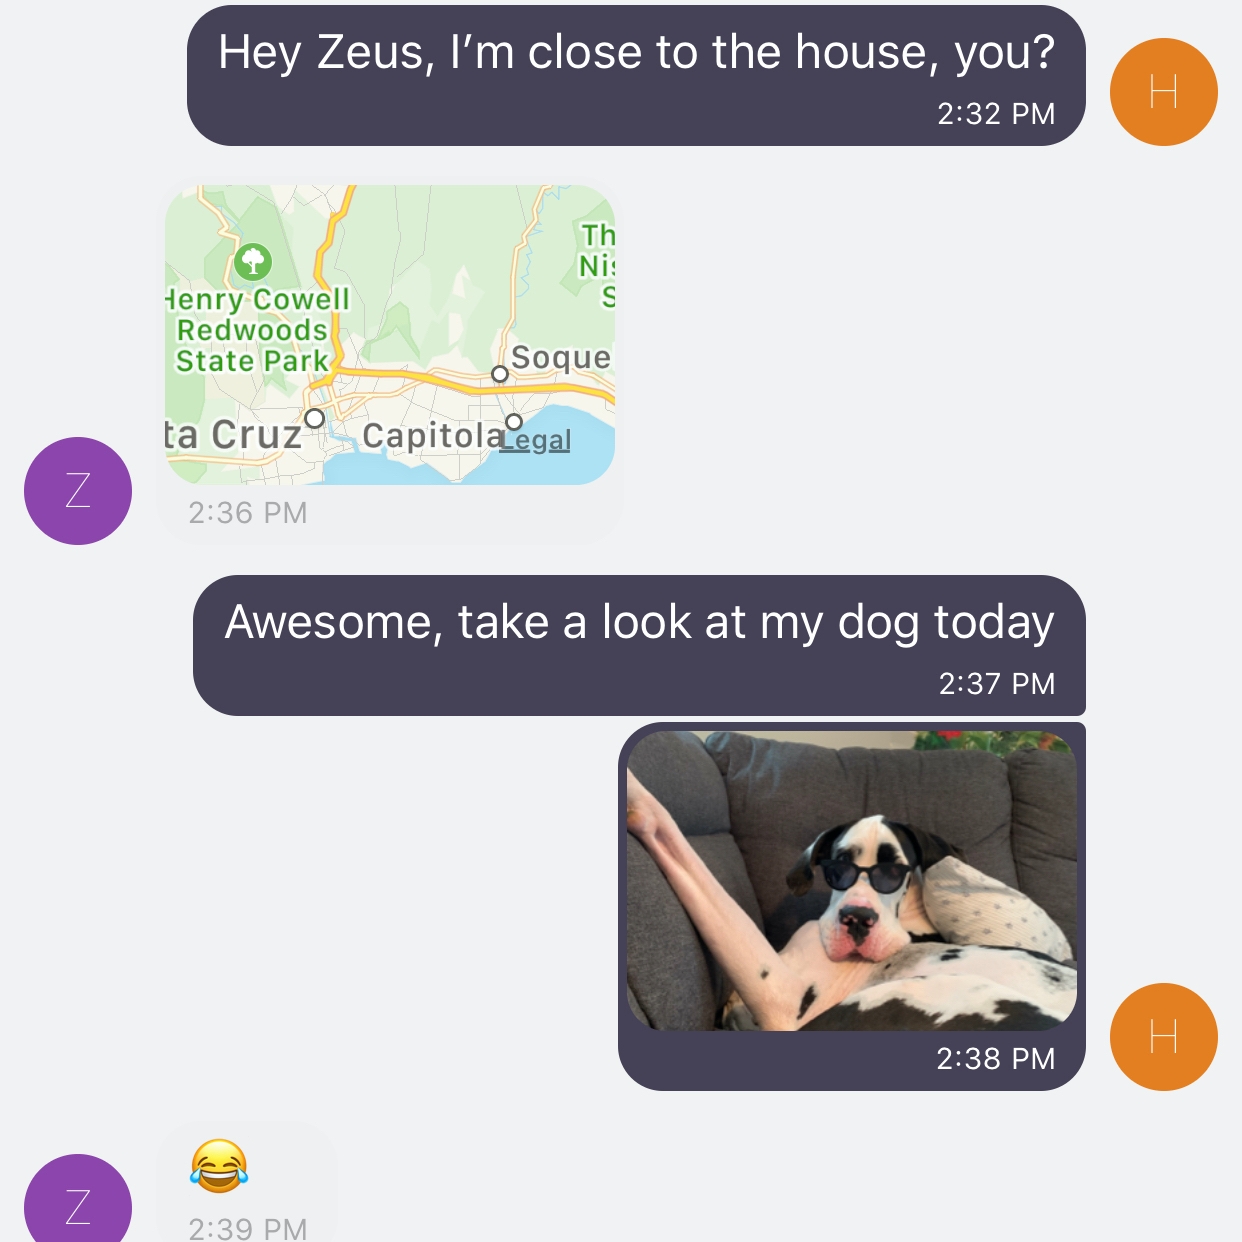 Hey Zeus, I’m close to the house, you?
2:32 PM
H
Th
Nis
S
Henry Cowell
Redwoods
State Park
Soque
ta Cruz
Capitola
Legal
Z
2:36 PM
Awesome, take a look at my dog today
2:37 PM
2:38 PM
H
😂
Z
2:39 PM